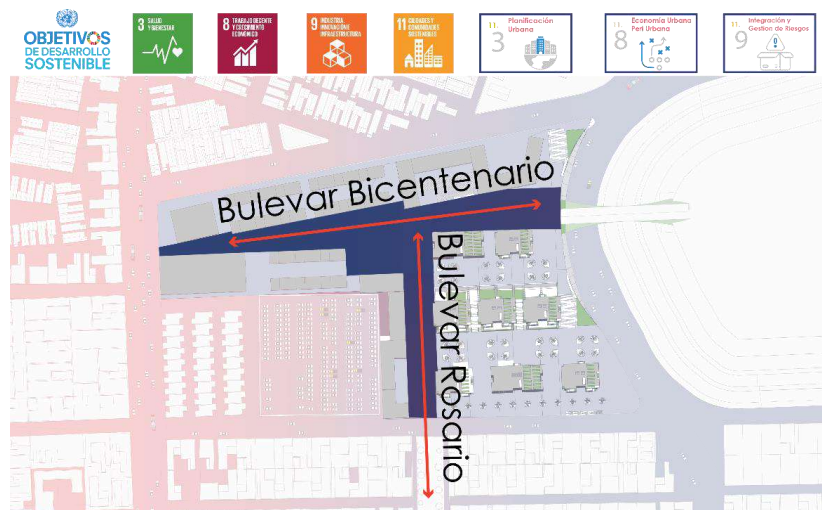 OBJETIVOS
DE DESARROLLO
SOSTENIBLE
3 SALUD
Y BIENESTAR
8 TRABAJO DECENTE
Y CRECIMIENTO
ECONÓMICO
9 INDUSTRIA,
INNOVACIÓN E
INFRAESTRUCTURA
11 CIUDADES Y
COMUNIDADES
SOSTENIBLES
11.
3
Planificación
Urbana
11.
8
Economía Urbana
Peri Urbana
11.
9
Integración y
Gestion de Riesgos
Bulevar Bicentenario
Bulevar Rosario